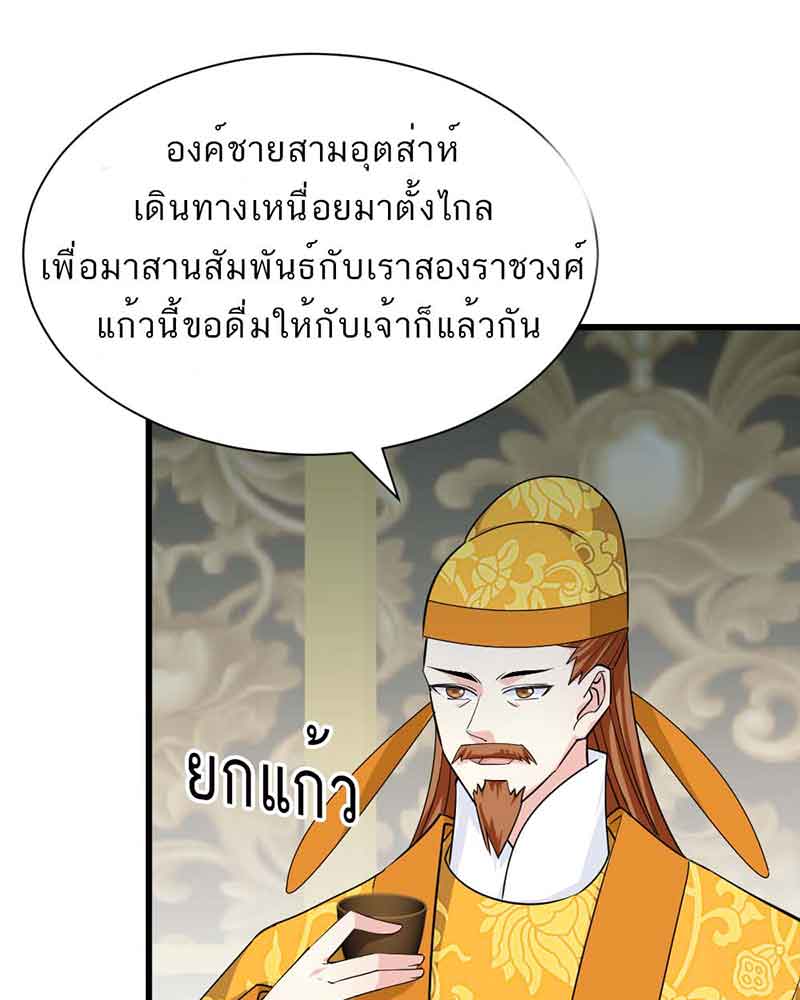 องค์ชายสามอุตส่าห์
เดินทางเหนื่อยมาตั้งไกล
เพื่อมาสานสัมพันธ์กับเราสองราชวงศ์
แก้วนี้ขอดื่มให้กับเจ้าก็แล้วกัน
ยกแก้ว